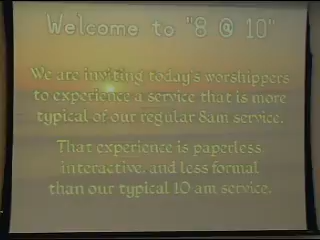 Welcome to "8 @ 10"
We are inviting today's worshippers
to experience a service that is more
typical of our regular 8am service.
That experience is paperless,
interactive, and less formal
than our typical 10 am service.